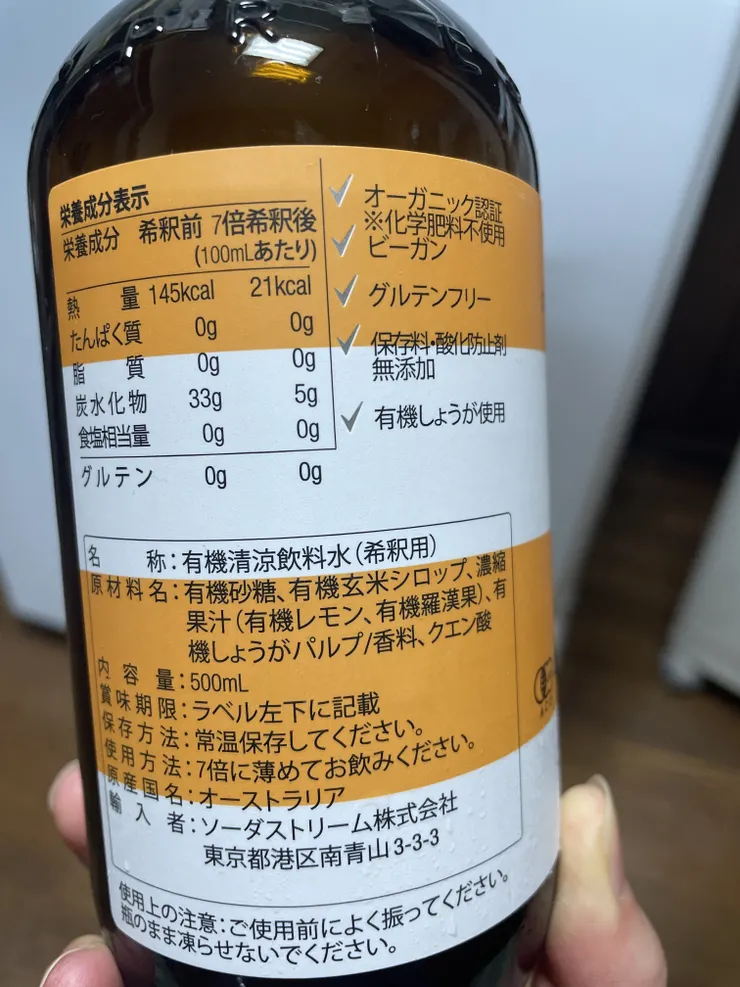 栄養成分表示
栄養成分 希釈前 7倍希釈後
(100mLあたり)
熱量 145kcal 21kcal
たんぱく質 0g 0g
脂質 0g 0g
炭水化物 33g 5g
食塩相当量 0g 0g
グルテン 0g 0g
オーガニック認証
※化学肥料不使用
ビーガン
グルテンフリー
保存料・酸化防止剤
無添加
有機しょうが使用
名称:有機清涼飲料水(希釈用)
原材料名:有機砂糖、有機玄米シロップ、濃縮
果汁(有機レモン、有機羅漢果)、有
機しょうがパルプ/香料、クエン酸
内容量:500mL
賞味期限:ラベル左下に記載
保存方法:常温保存してください。
使用方法:7倍に薄めてお飲みください。
原産国名:オーストラリア
輸入者:ソーダストリーム株式会社
東京都港区南青山3-3-3
使用上の注意:ご使用前によく振ってください。
瓶のまま凍らせないでください。